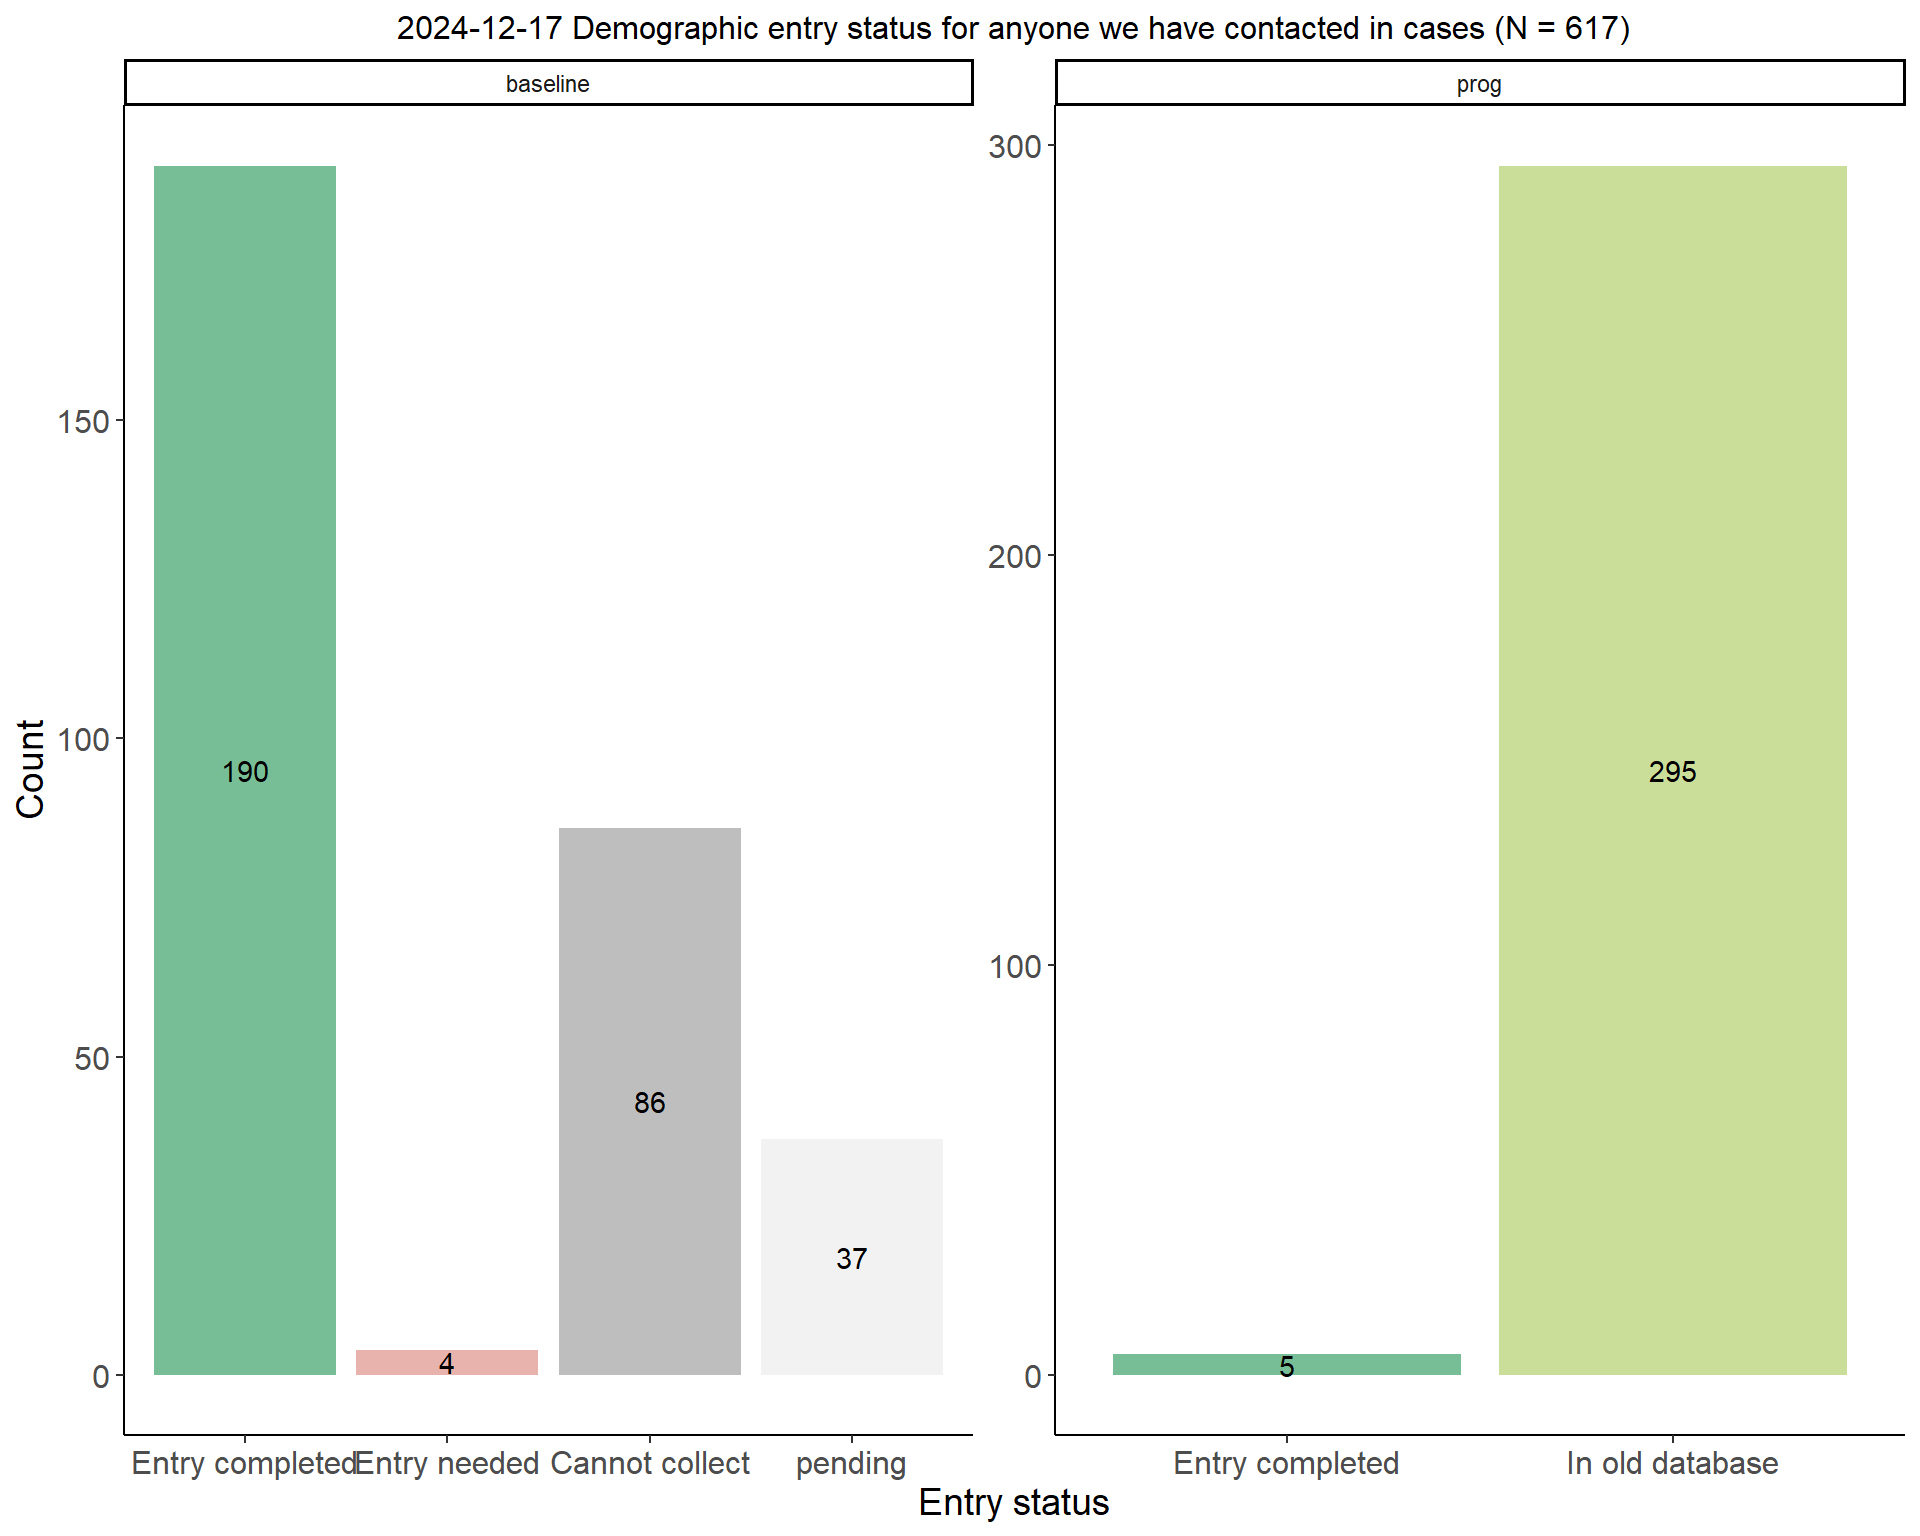 2024-12-17 Demographic entry status for anyone we have contacted in cases (N = 617)
baseline
prog
Count
150
100
50
0
190
4
86
37
Entry completed
Entry needed
Cannot collect
pending
300
200
100
0
5
295
Entry completed
In old database
Entry status